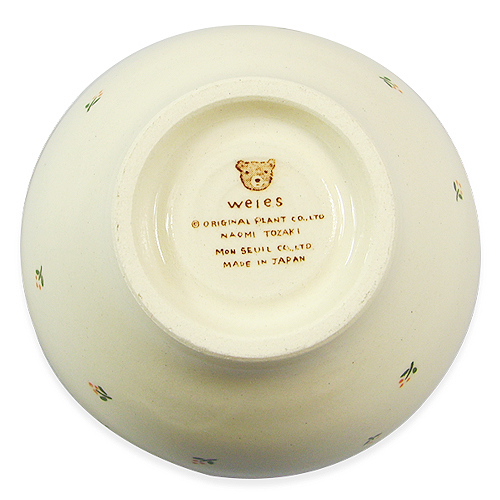 weles
© ORIGINAL PLANT CO.,LTD
NAOMI TOZAKI
MON SEUIL CO.,LTD
MADE IN JAPAN